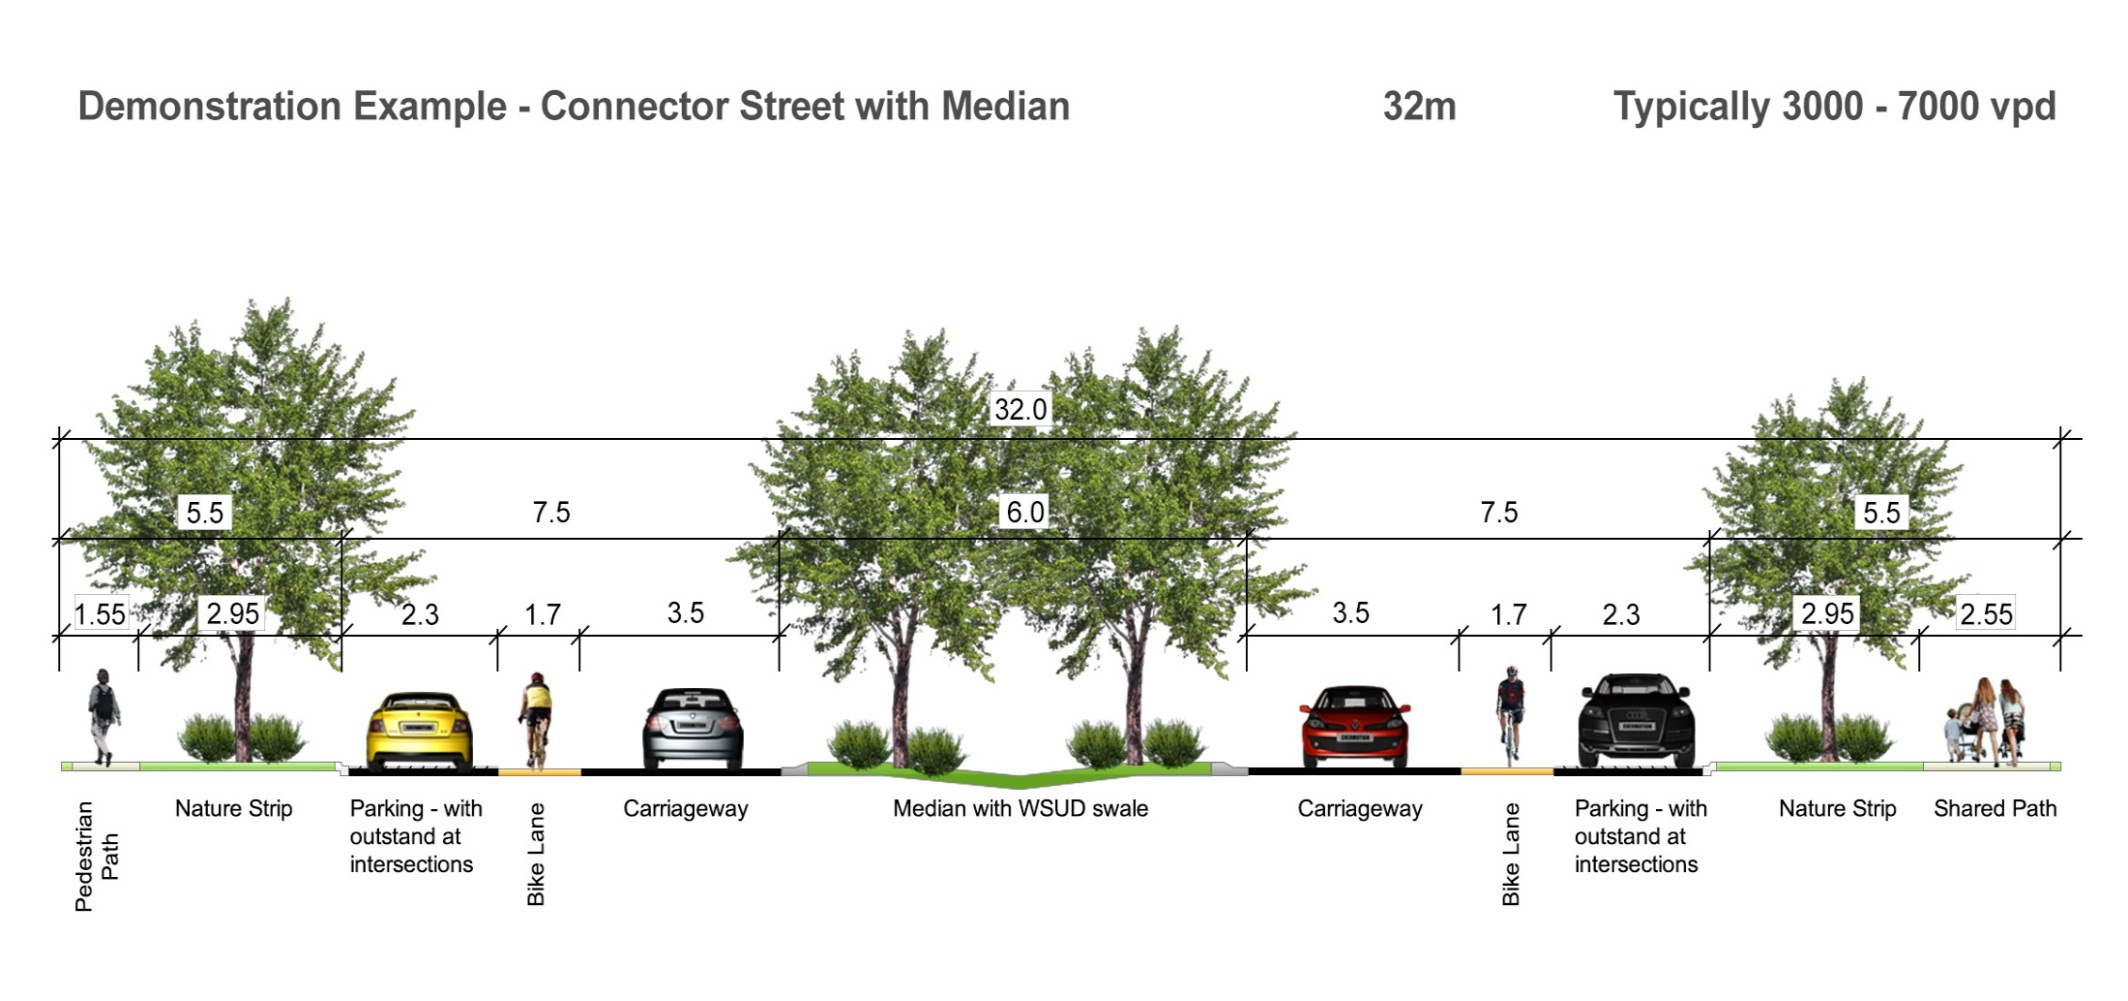 Demonstration Example - Connector Street with Median 32m Typically 3000 - 7000 vpd
32.0
5.5 7.5 6.0 7.5 5.5
1.55 2.95 2.3 1.7 3.5 3.5 1.7 2.3 2.95 2.55
Pedestrian
Path
Nature Strip
Parking - with
outstand at
intersections
Bike Lane
Carriageway
Median with WSUD swale
Carriageway
Bike Lane
Parking - with
outstand at
intersections
Nature Strip
Shared Path